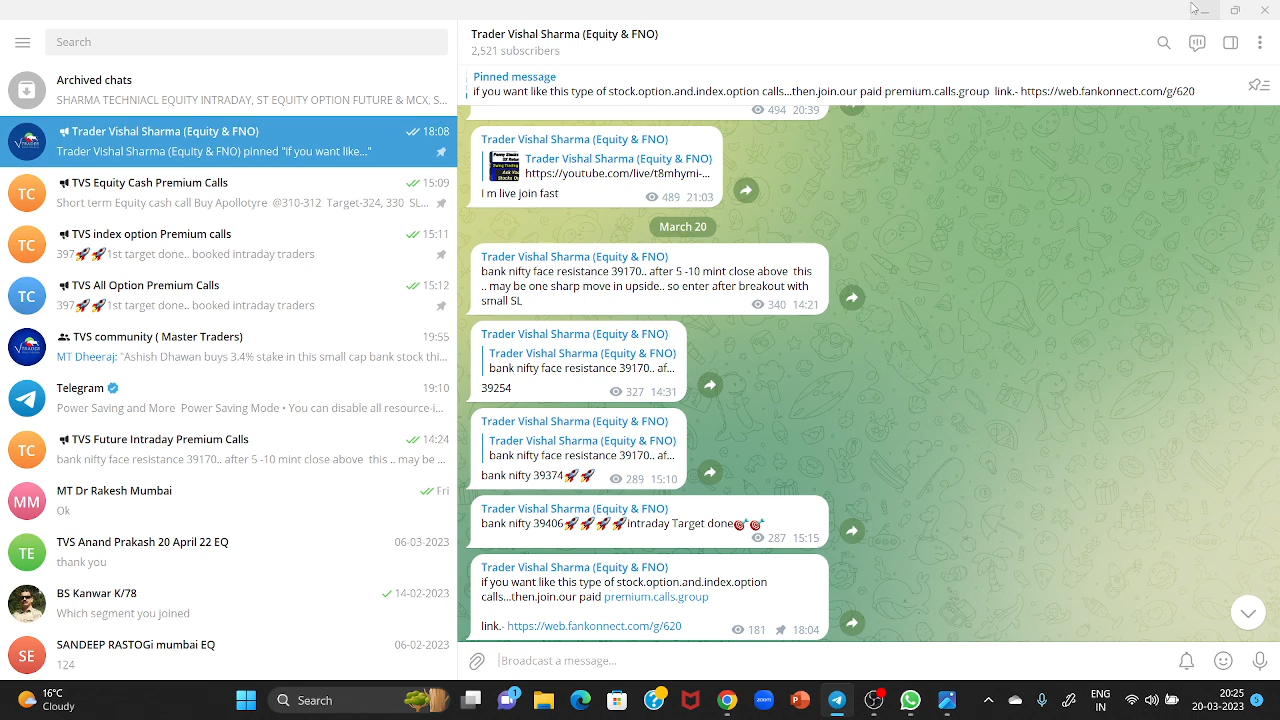 Search
Archived chats
SHARMA TECHNIACL EQUITY INTRADAY, ST EQUITY OPTION FUTURE & MCX, S...
Trader Vishal Sharma (Equity & FNO)
18:08
Trader Vishal Sharma (Equity & FNO) pinned "if you want like..."
TC
TVS Equity Cash Premium Calls
15:09
Short term Equity cash call Buy Apollotyre @310-312 Target-324, 330 SL...
TC
TVS index option Premium calls
15:11
397🚀🚀1st target done.. booked intraday traders
TC
TVS All Option Premium Calls
15:12
397🚀🚀1st target done.. booked intraday traders
TVS community ( Master Traders)
19:55
MT Dheeraj: "Ashish Dhawan buys 3.4% stake in this small cap bank stock thi...
Telegram
19:10
Power Saving and More Power Saving Mode • You can disable all resource-i...
TC
TVS Future Intraday Premium Calls
14:24
bank nifty face resistance 39170.. after 5 -10 mint close above this .. may be ...
MM
MT Dr Rakesh Mumbai
Fri
Ok
TE
TVS Anand Prakash 20 April 22 EQ
06-03-2023
thank you
BS Kanwar K/78
14-02-2023
Which segment you joined
SE
SANDEEP RASTOGi mumbai EQ
06-02-2023
124
Trader Vishal Sharma (Equity & FNO)
2,521 subscribers
Pinned message
if you want like this type of stock.option.and.index.option calls...then.join.our paid premium.calls.group link.- https://web.fankonnect.com/g/620
494 20:39
Trader Vishal Sharma (Equity & FNO)
Trader Vishal Sharma (Equity & FNO)
https://youtube.com/live/t8mhymi-...
I m live join fast
489 21:03
March 20
Trader Vishal Sharma (Equity & FNO)
bank nifty face resistance 39170.. after 5 -10 mint close above this
.. may be one sharp move in upside.. so enter after breakout with
small SL
340 14:21
Trader Vishal Sharma (Equity & FNO)
Trader Vishal Sharma (Equity & FNO)
bank nifty face resistance 39170.. af...
39254
327 14:31
Trader Vishal Sharma (Equity & FNO)
Trader Vishal Sharma (Equity & FNO)
bank nifty face resistance 39170.. af...
bank nifty 39374🚀🚀
289 15:10
Trader Vishal Sharma (Equity & FNO)
bank nifty 39406🚀🚀🚀🚀intraday Target done🎯🎯
287 15:15
Trader Vishal Sharma (Equity & FNO)
if you want like this type of stock.option.and.index.option
calls...then.join.our paid premium.calls.group
link.- https://web.fankonnect.com/g/620
181 18:04
Broadcast a message...
16°C
Cloudy
Search
1
zoom
ENG
IN
20:25
20-03-2023
5